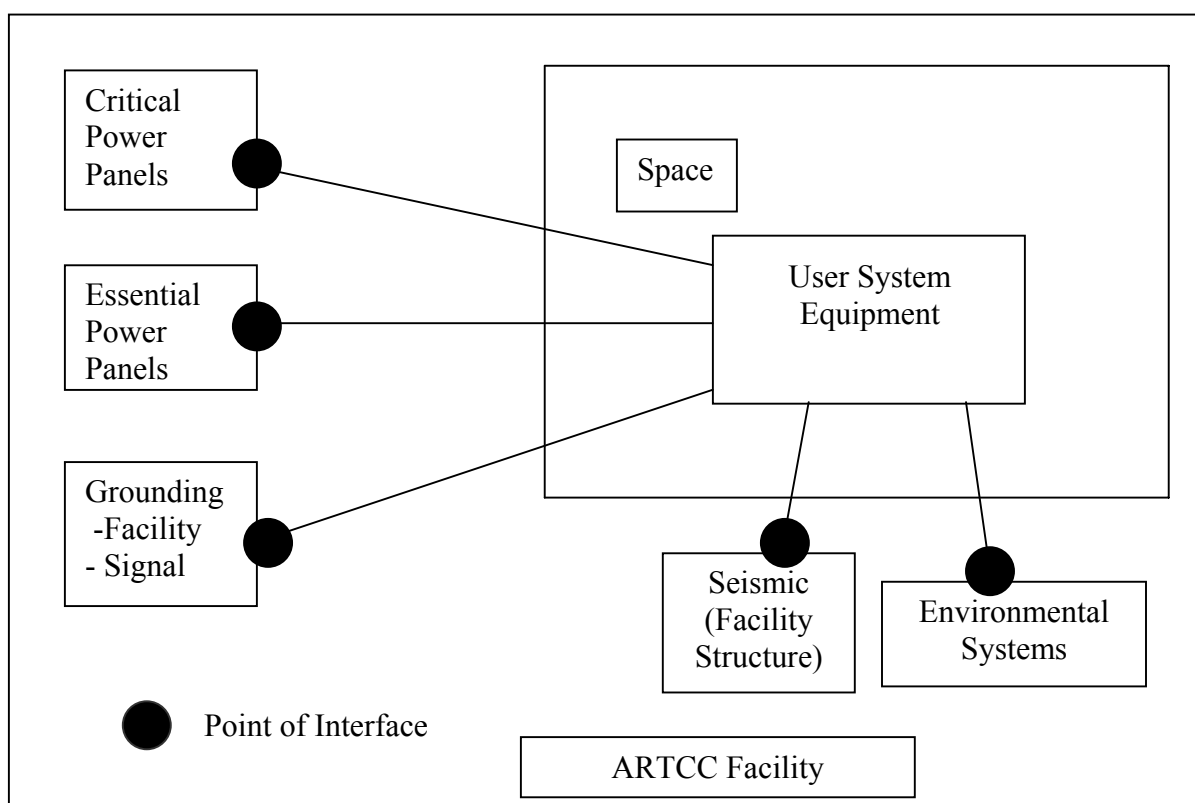 Critical
Power
Panels
Space
User System
Equipment
Essential
Power
Panels
Grounding
-Facility
- Signal
Seismic
(Facility
Structure)
Environmental
Systems
Point of Interface
ARTCC Facility